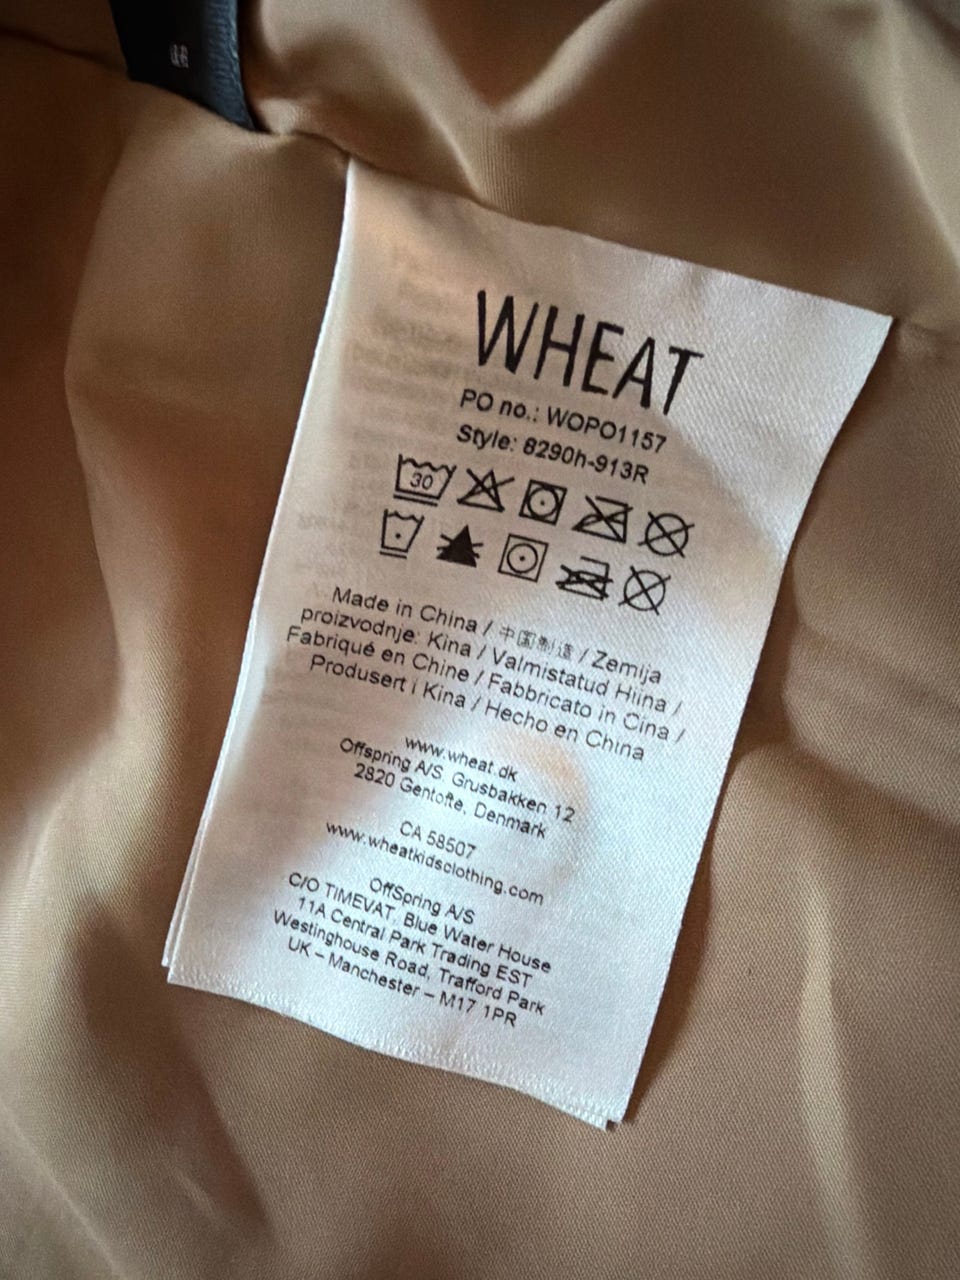 WHEAT
PO no.: WOPO1157
Style: 8290h-913R
30
Made in China / 中国制造 / Zemlja
proizvodnje: Kina / Valmistatud Hiina /
Fabriqué en Chine / Fabbricato in Cina /
Produsert i Kina / Hecho en China
www.wheat.dk
Offspring A/S. Grusbakken 12
2820 Gentofte, Denmark
CA 58507
www.wheatkidsclothing.com
OffSpring A/S
C/O TIMEVAT, Blue Water House
11A Central Park Trading EST
Westinghouse Road, Trafford Park
UK – Manchester – M17 1PR